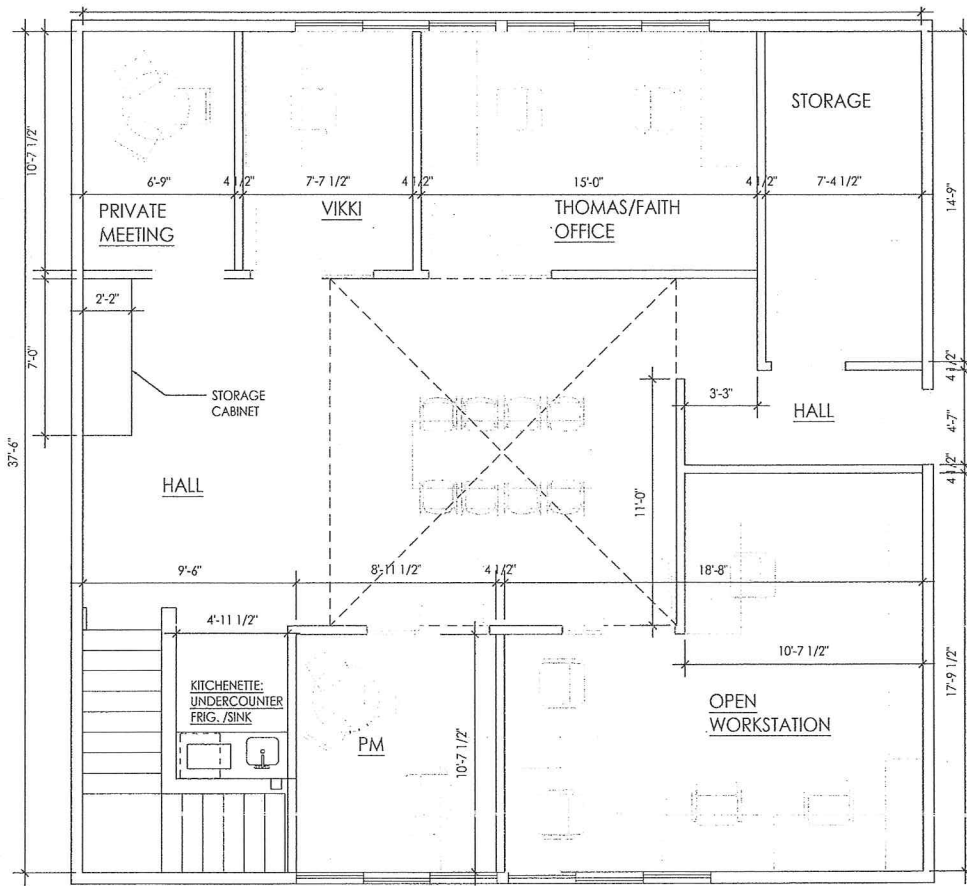 10'-7 1/2"
6'-9"
4 1/2"
7'-7 1/2"
4 1/2"
15'-0"
4 1/2"
7'-4 1/2"
STORAGE
14'-9"
PRIVATE
MEETING
VIKKI
THOMAS/FAITH
OFFICE
2'-2"
7'-0"
STORAGE
CABINET
3'-3"
HALL
4 1/2"
4'-7"
4 1/2"
37'-6"
HALL
11'-0"
9'-6"
8'-11 1/2"
4 1/2"
18'-8"
4'-11 1/2"
10'-7 1/2"
17'-9 1/2"
KITCHENETTE:
UNDERCOUNTER
FRIG. /SINK
PM
10'-7 1/2"
OPEN
WORKSTATION